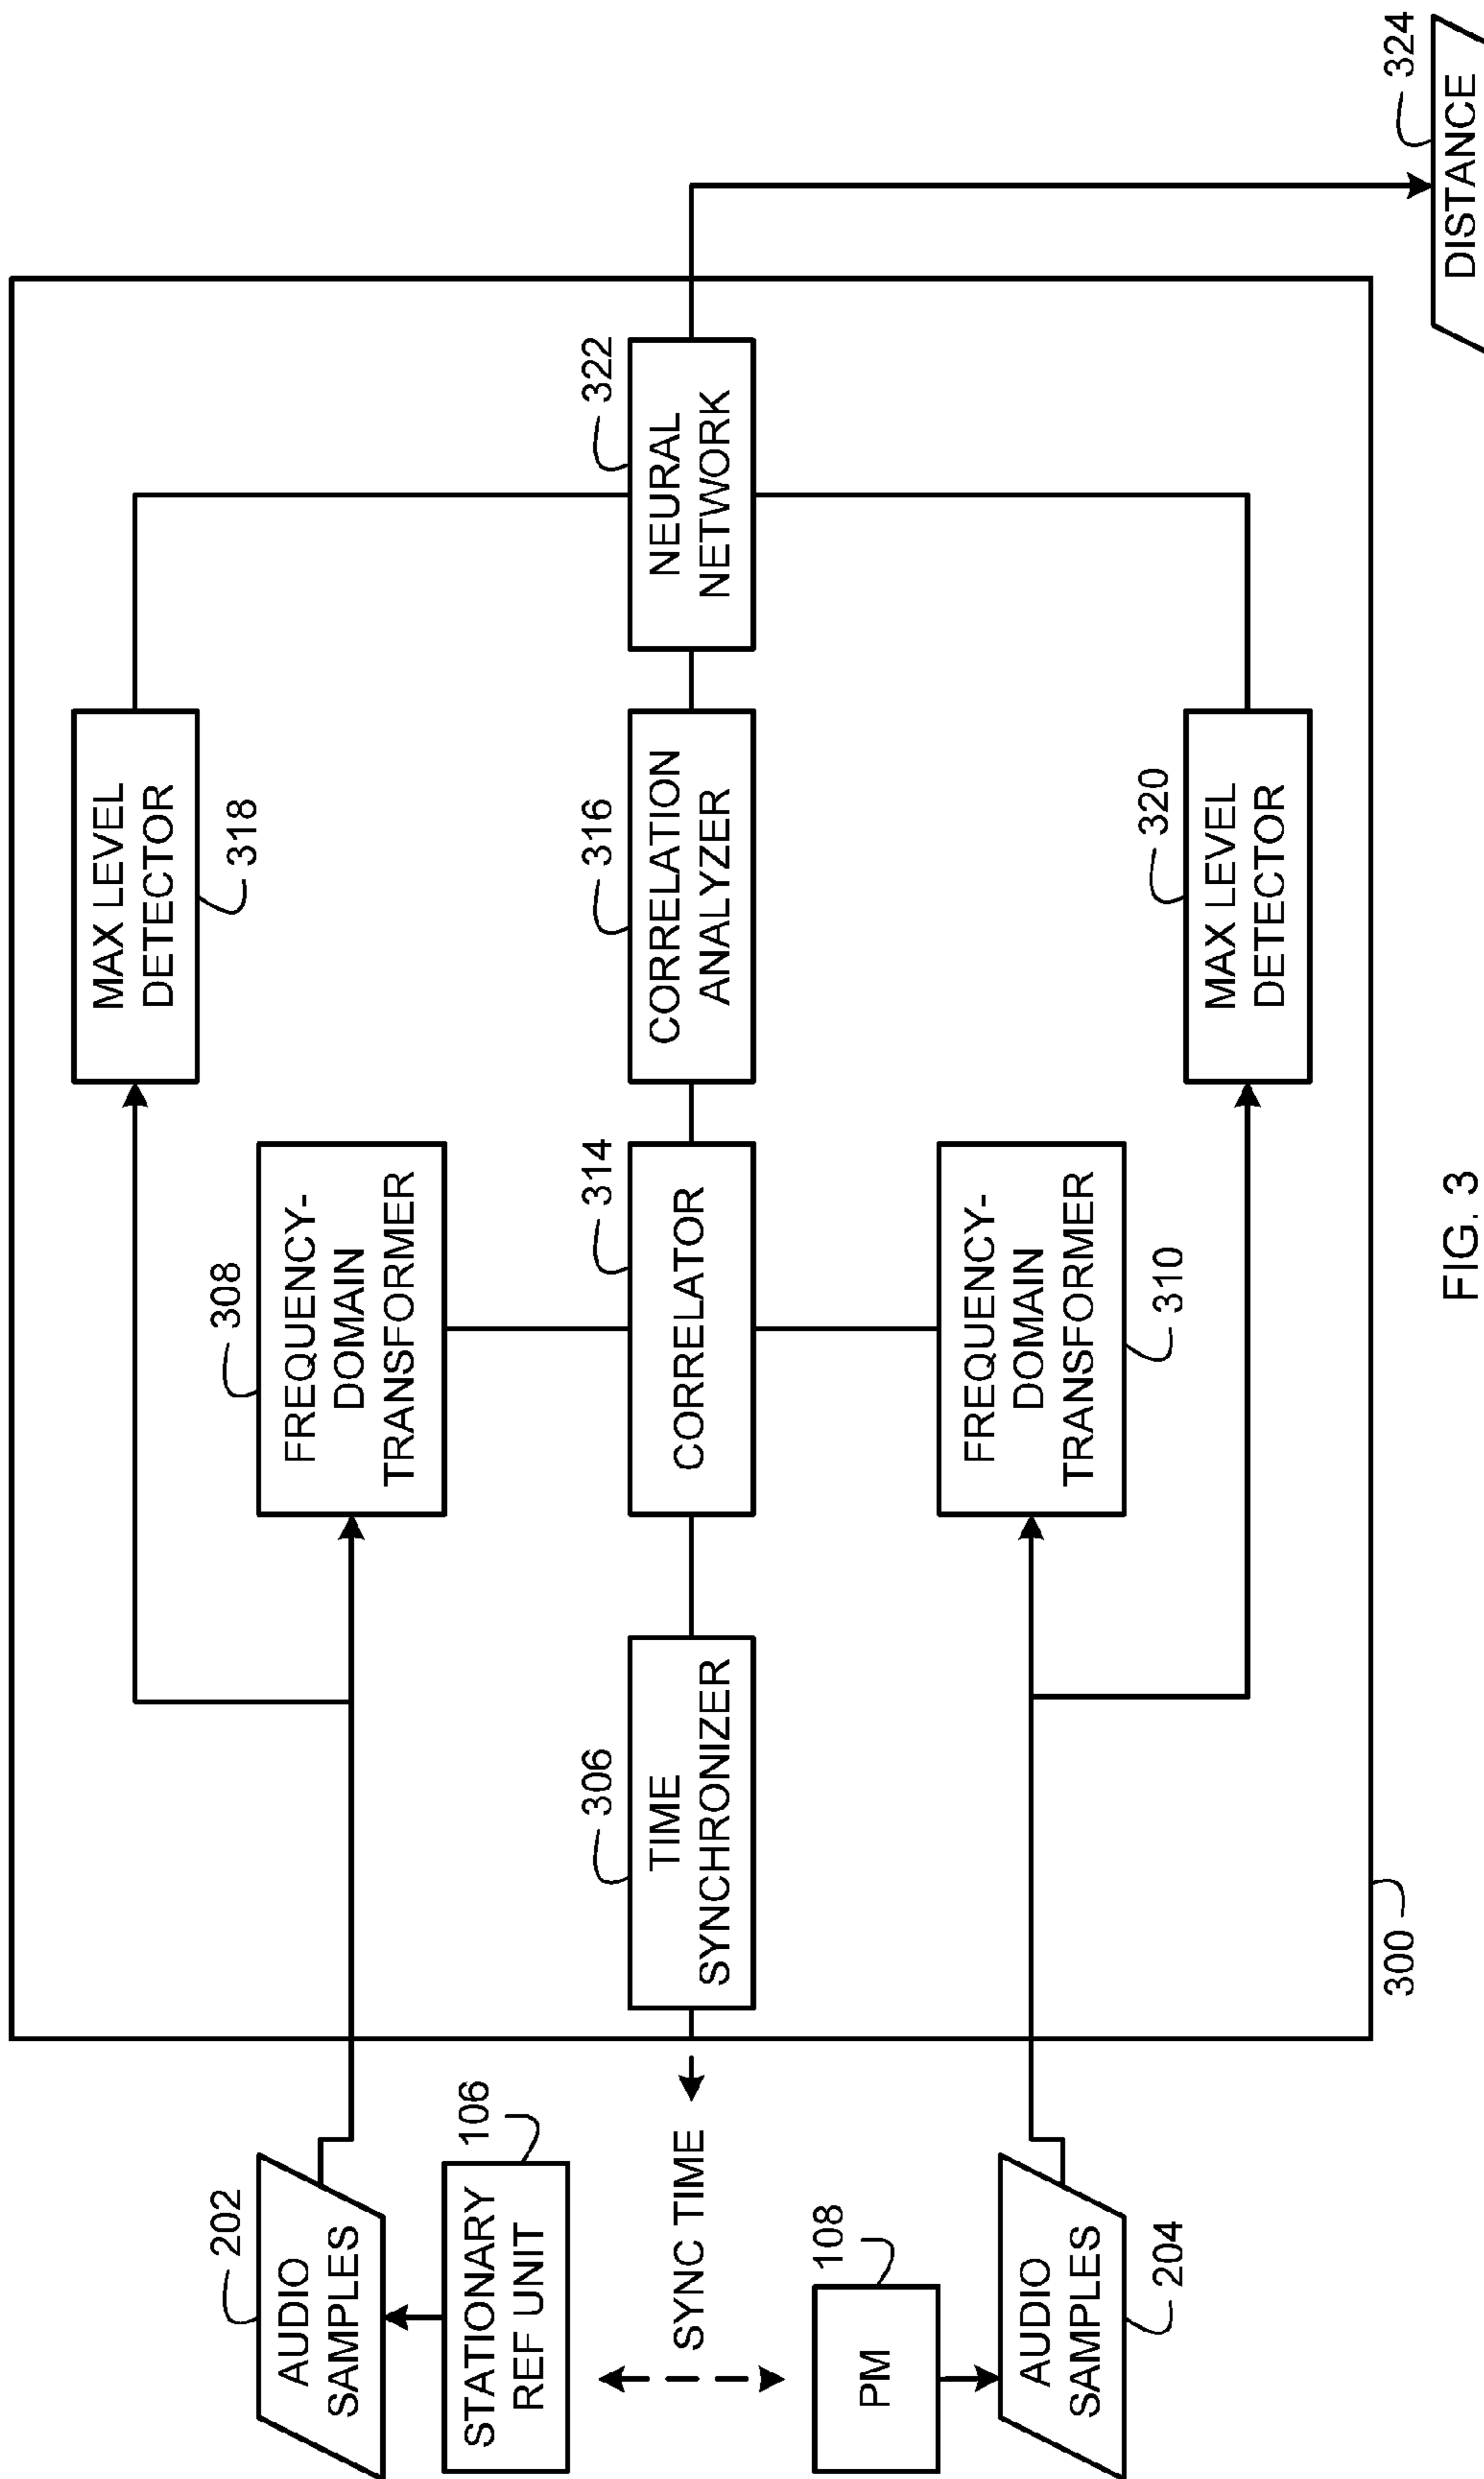 202
AUDIO
SAMPLES
106
STATIONARY
REF UNIT
SYNC TIME
108
PM
AUDIO
SAMPLES
204
306
TIME
SYNCHRONIZER
308
FREQUENCY-
DOMAIN
TRANSFORMER
314
CORRELATOR
FREQUENCY-
DOMAIN
TRANSFORMER
310
MAX LEVEL
DETECTOR
318
316
CORRELATION
ANALYZER
320
MAX LEVEL
DETECTOR
322
NEURAL
NETWORK
300
324
DISTANCE
FIG. 3